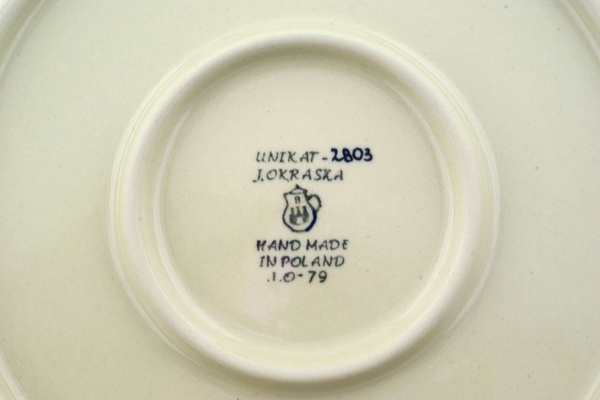 UNIKAT-2803
J.OKRASKA
HAND MADE
IN POLAND
J.O-79